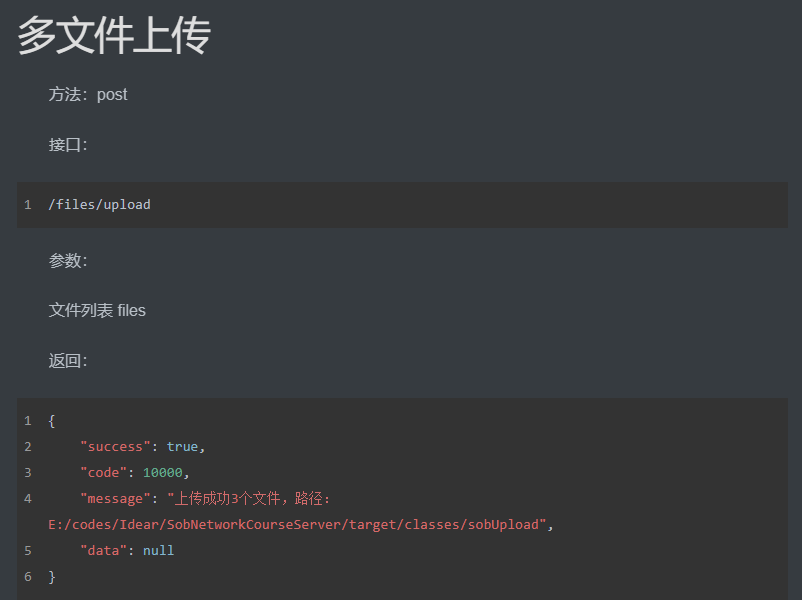 多文件上传
方法：post
接口：
1 /files/upload
参数：
文件列表 files
返回：
1 {
2 "success": true,
3 "code": 10000,
4 "message": "上传成功3个文件，路径：
E:/codes/Idear/SobNetworkCourseServer/target/classes/sobUpload",
5 "data": null
6 }